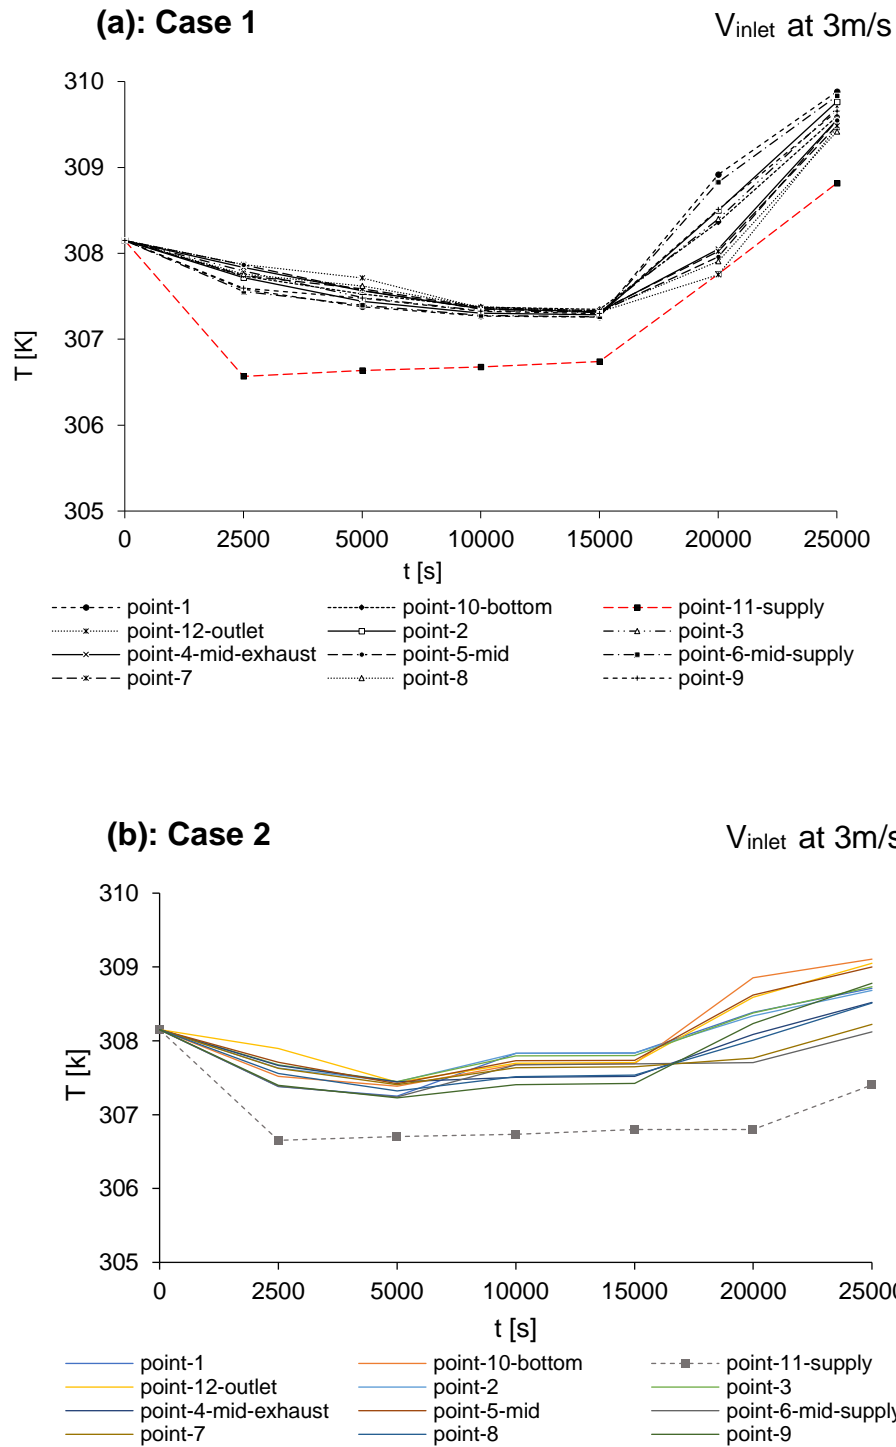 (a): Case 1 Vinlet at 3m/s
310
309
308
307
306
305
T [K]
0 2500 5000 10000 15000 20000 25000
t [s]
point-1 point-10-bottom point-11-supply
point-12-outlet point-2 point-3
point-4-mid-exhaust point-5-mid point-6-mid-supply
point-7 point-8 point-9
(b): Case 2 Vinlet at 3m/s
310
309
308
307
306
305
T [k]
0 2500 5000 10000 15000 20000 25000
t [s]
point-1 point-10-bottom point-11-supply
point-12-outlet point-2 point-3
point-4-mid-exhaust point-5-mid point-6-mid-supply
point-7 point-8 point-9